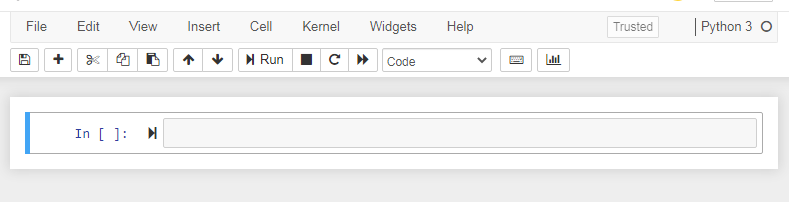 File Edit View Insert Cell Kernel Widgets Help Trusted Python 3
Run Code
In [ ]: